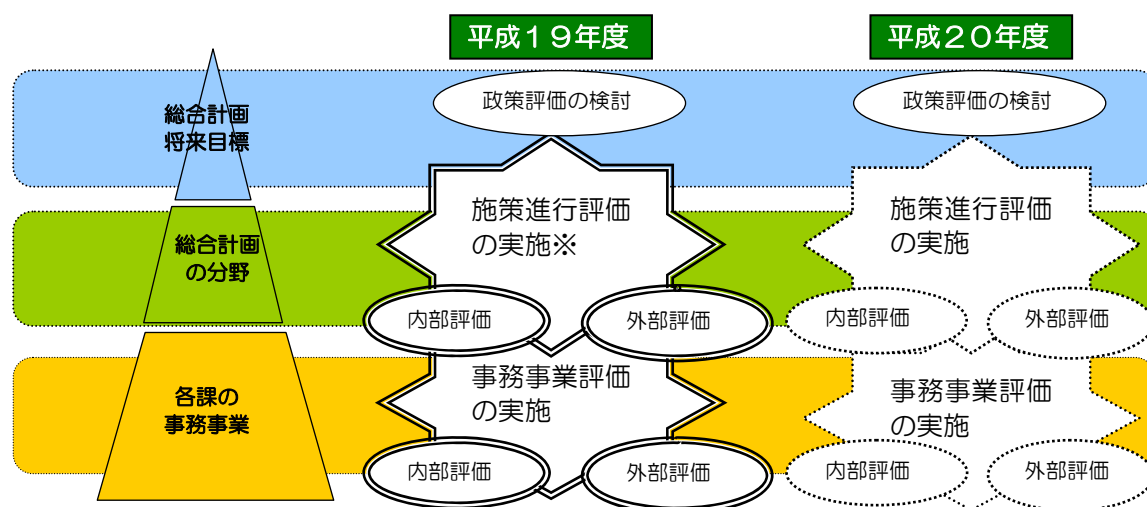 平成１９年度
平成２０年度
総合計画
将来目標
政策評価の検討
政策評価の検討
総合計画
の分野
施策進行評価
の実施※
施策進行評価
の実施
内部評価
外部評価
内部評価
外部評価
各課の
事務事業
事務事業評価
の実施
事務事業評価
の実施
内部評価
外部評価
内部評価
外部評価